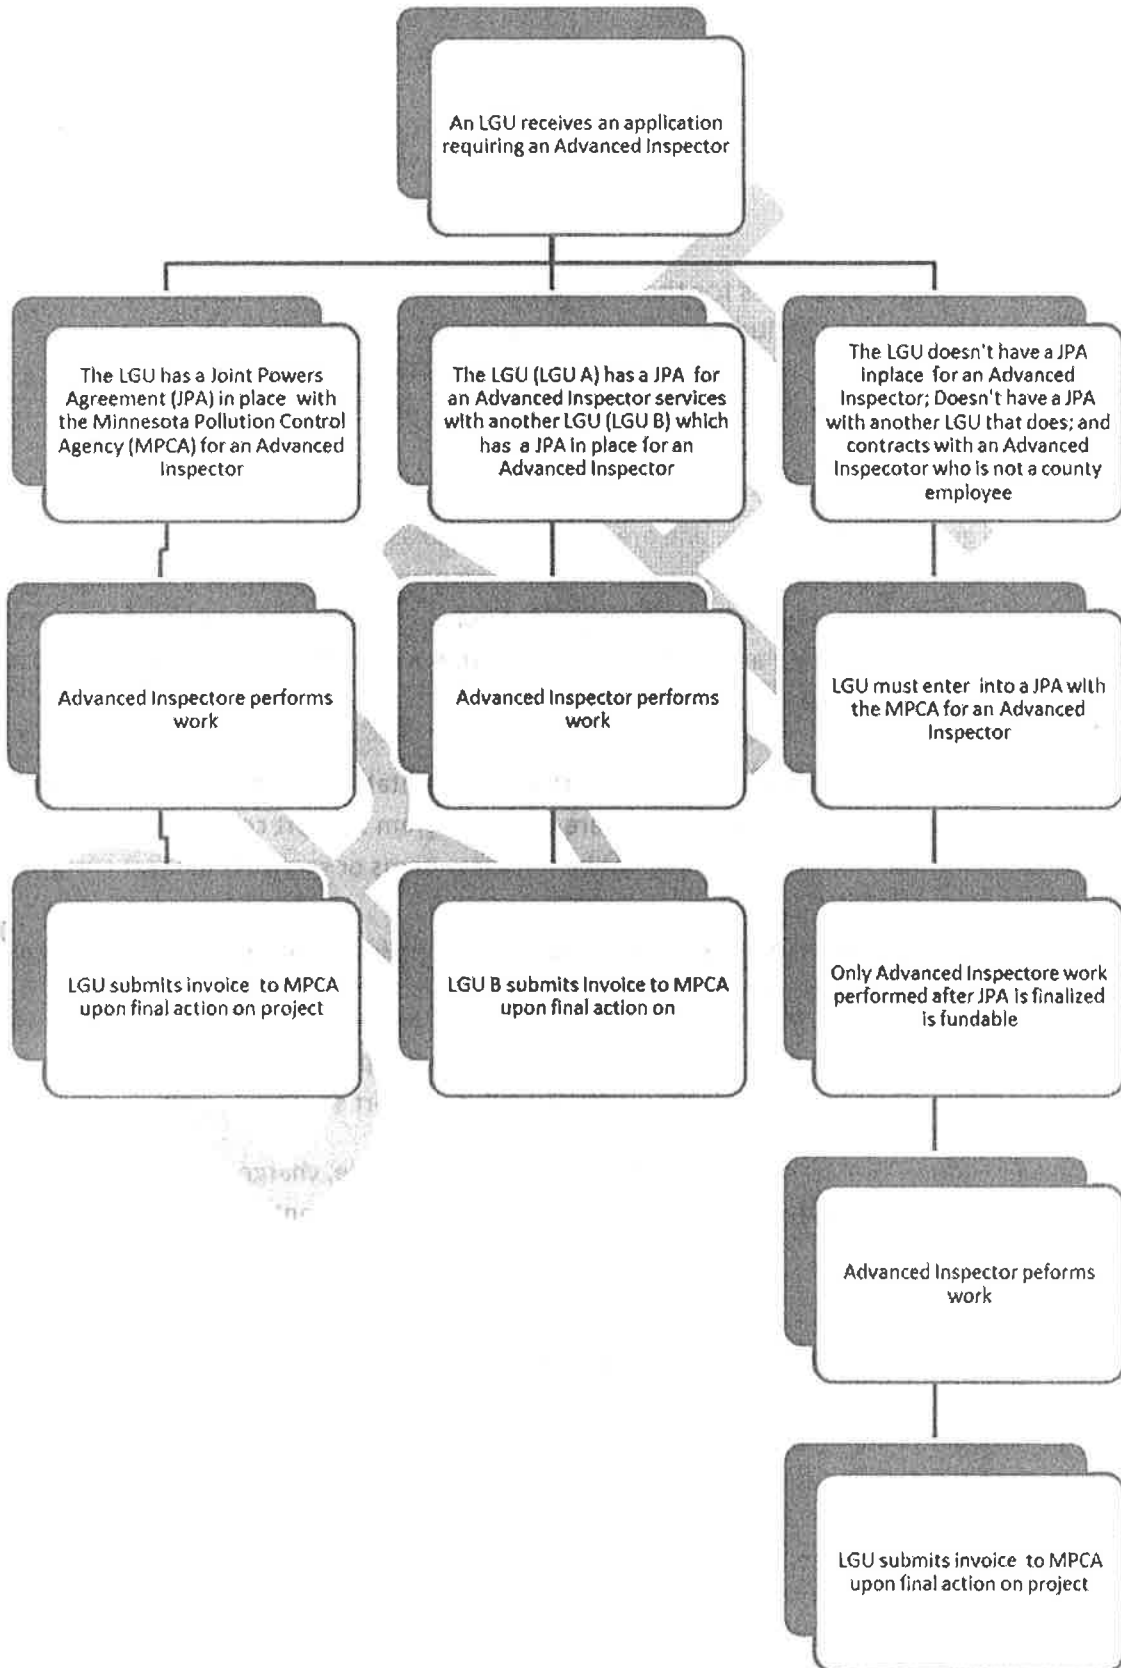 An LGU receives an application
requiring an Advanced Inspector
The LGU has a Joint Powers
Agreement (JPA) in place with
the Minnesota Pollution Control
Agency (MPCA) for an Advanced
Inspector
The LGU (LGU A) has a JPA for
an Advanced Inspector services
with another LGU (LGU B) which
has a JPA in place for an
Advanced Inspector
The LGU doesn't have a JPA
inplace for an Advanced
Inspector; Doesn't have a JPA
with another LGU that does; and
contracts with an Advanced
Inspecotor who is not a county
employee
Advanced Inspectore performs
work
Advanced Inspector performs
work
LGU must enter into a JPA with
the MPCA for an Advanced
Inspector
LGU submits invoice to MPCA
upon final action on project
LGU B submits Invoice to MPCA
upon final action on
Only Advanced Inspectore work
performed after JPA is finalized
is fundable
Advanced Inspector peforms
work
LGU submits invoice to MPCA
upon final action on project